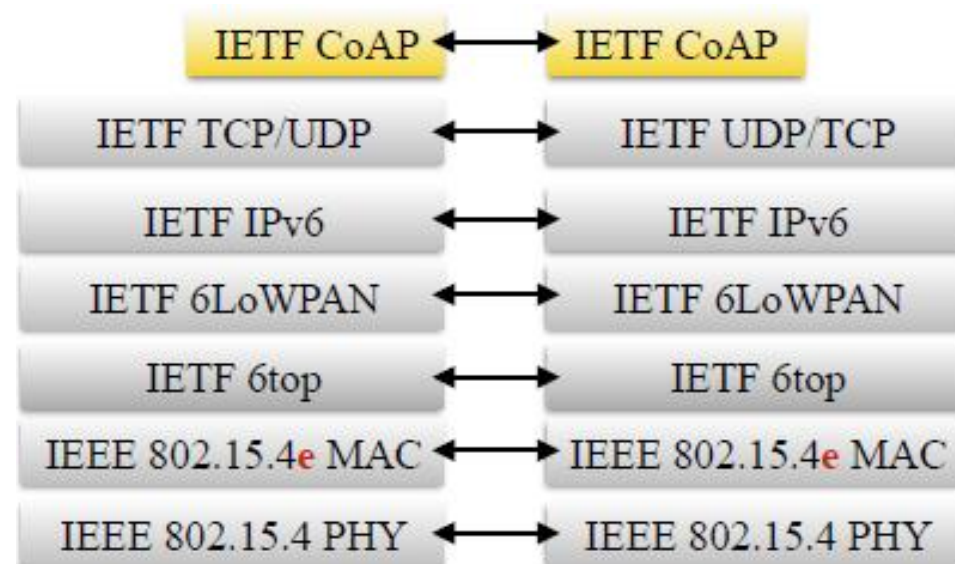 IETF CoAP IETF CoAP
IETF TCP/UDP IETF UDP/TCP
IETF IPv6 IETF IPv6
IETF 6LoWPAN IETF 6LoWPAN
IETF 6top IETF 6top
IEEE 802.15.4e MAC IEEE 802.15.4e MAC
IEEE 802.15.4 PHY IEEE 802.15.4 PHY